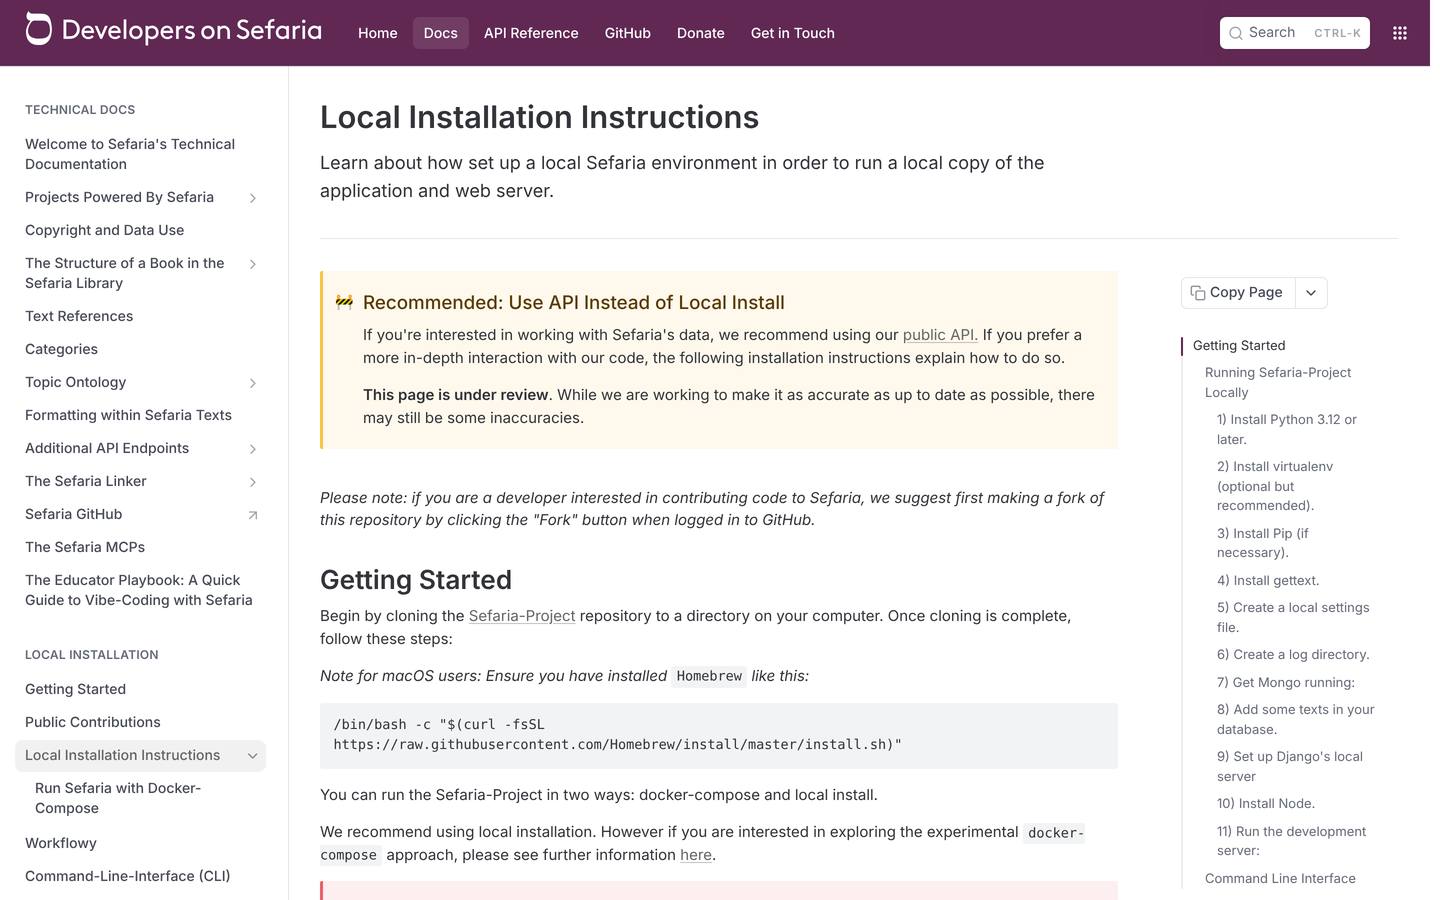 Developers on Sefaria
Home
Docs
API Reference
GitHub
Donate
Get in Touch
Search
CTRL-K
TECHNICAL DOCS
Welcome to Sefaria's Technical
Documentation
Projects Powered By Sefaria
Copyright and Data Use
The Structure of a Book in the
Sefaria Library
Text References
Categories
Topic Ontology
Formatting within Sefaria Texts
Additional API Endpoints
The Sefaria Linker
Sefaria GitHub
The Sefaria MCPs
The Educator Playbook: A Quick
Guide to Vibe-Coding with Sefaria
LOCAL INSTALLATION
Getting Started
Public Contributions
Local Installation Instructions
Run Sefaria with Docker-
Compose
Workflowy
Command-Line-Interface (CLI)
Local Installation Instructions
Learn about how set up a local Sefaria environment in order to run a local copy of the
application and web server.
🚧 Recommended: Use API Instead of Local Install
If you're interested in working with Sefaria's data, we recommend using our public API. If you prefer a
more in-depth interaction with our code, the following installation instructions explain how to do so.
This page is under review. While we are working to make it as accurate as up to date as possible, there
may still be some inaccuracies.
Please note: if you are a developer interested in contributing code to Sefaria, we suggest first making a fork of
this repository by clicking the "Fork" button when logged in to GitHub.
Getting Started
Begin by cloning the Sefaria-Project repository to a directory on your computer. Once cloning is complete,
follow these steps:
Note for macOS users: Ensure you have installed Homebrew like this:
/bin/bash -c "$(curl -fsSL
https://raw.githubusercontent.com/Homebrew/install/master/install.sh)"
You can run the Sefaria-Project in two ways: docker-compose and local install.
We recommend using local installation. However if you are interested in exploring the experimental docker-
compose approach, please see further information here.
Copy Page
Getting Started
Running Sefaria-Project
Locally
1) Install Python 3.12 or
later.
2) Install virtualenv
(optional but
recommended).
3) Install Pip (if
necessary).
4) Install gettext.
5) Create a local settings
file.
6) Create a log directory.
7) Get Mongo running:
8) Add some texts in your
database.
9) Set up Django's local
server
10) Install Node.
11) Run the development
server:
Command Line Interface